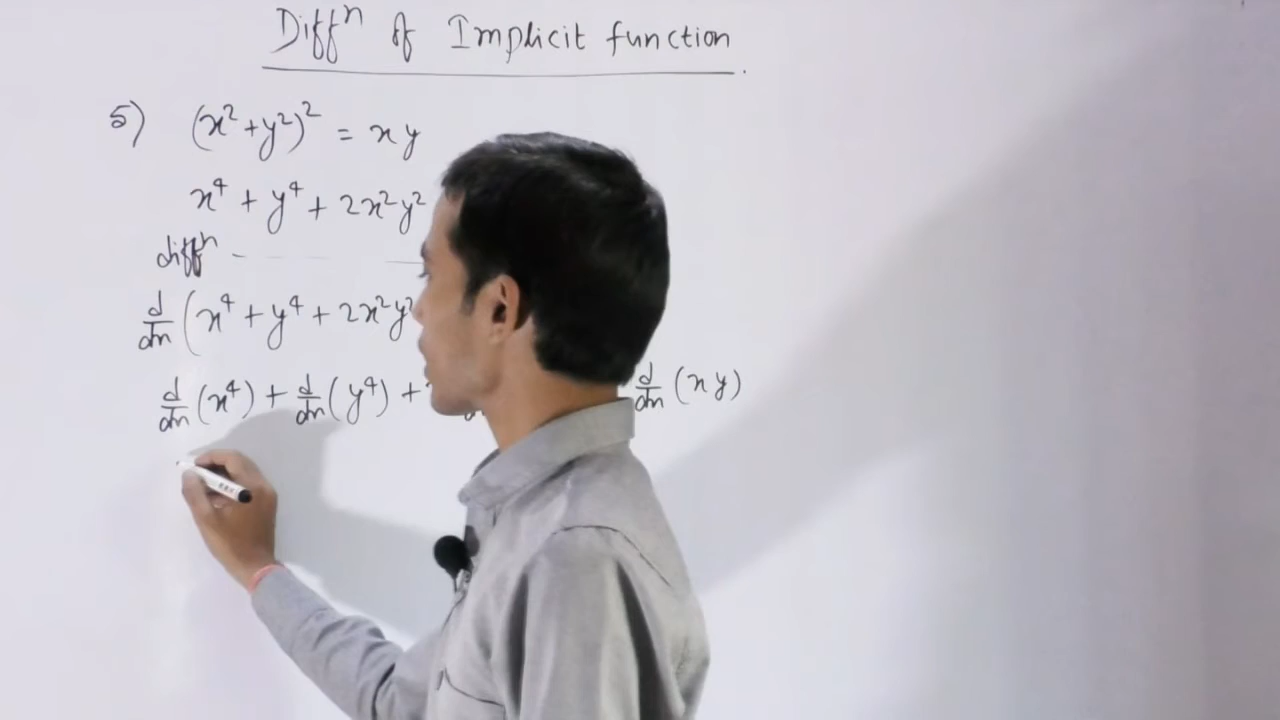 Diffⁿ of Implicit function
5) (x² + y²)² = xy
x⁴ + y⁴ + 2x²y²
diffⁿ
d/dx (x⁴ + y⁴ + 2x²y²
d/dx (x⁴) + d/dx (y⁴) + d/dx (xy)